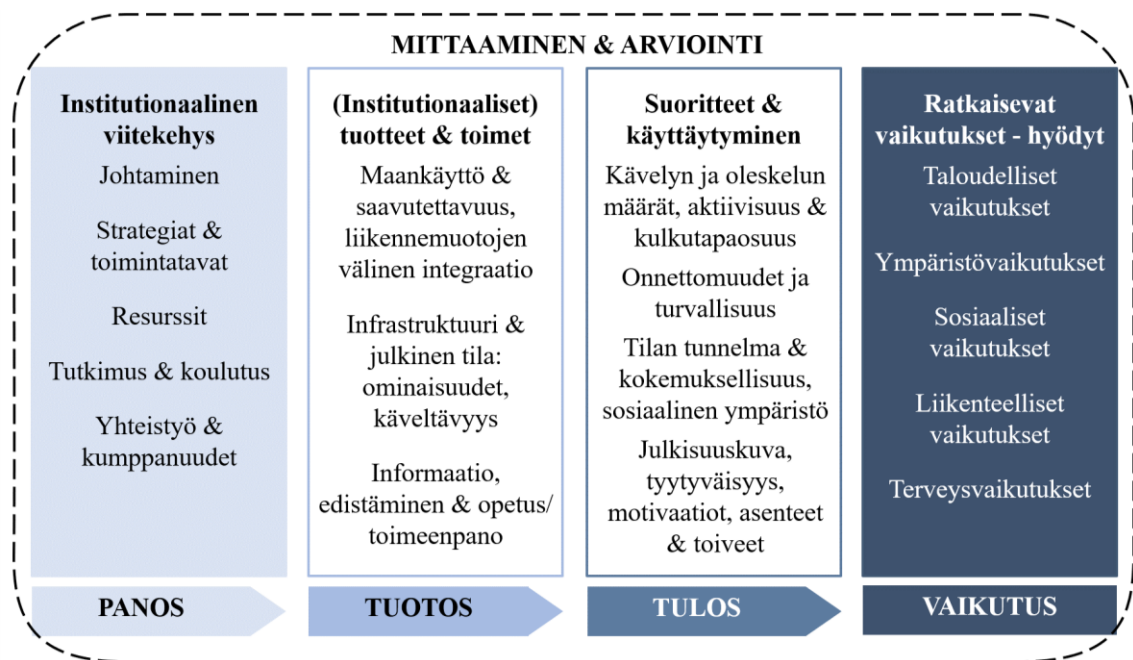 MITTAAMINEN & ARVIOINTI
Institutionaalinen
viitekehys
Johtaminen
Strategiat &
toimintatavat
Resurssit
Tutkimus & koulutus
Yhteistyö &
kumppanuudet
PANOS
(Institutionaaliset)
tuotteet & toimet
Maankäyttö &
saavutettavuus,
liikennemuotojen
välinen integraatio
Infrastruktuuri &
julkinen tila:
ominaisuudet,
käveltävyys
Informaatio,
edistäminen & opetus/
toimeenpano
TUOTOS
Suoritteet &
käyttäytyminen
Kävelyn ja oleskelun
määrät, aktiivisuus &
kulkutapaosuus
Onnettomuudet ja
turvallisuus
Tilan tunnelma &
kokemuksellisuus,
sosiaalinen ympäristö
Julkisuuskuva,
tyytyväisyys,
motivaatiot, asenteet
& toiveet
TULOS
Ratkaisevat
vaikutukset - hyödyt
Taloudelliset
vaikutukset
Ympäristövaikutukset
Sosiaaliset
vaikutukset
Liikenteelliset
vaikutukset
Terveysvaikutukset
VAIKUTUS